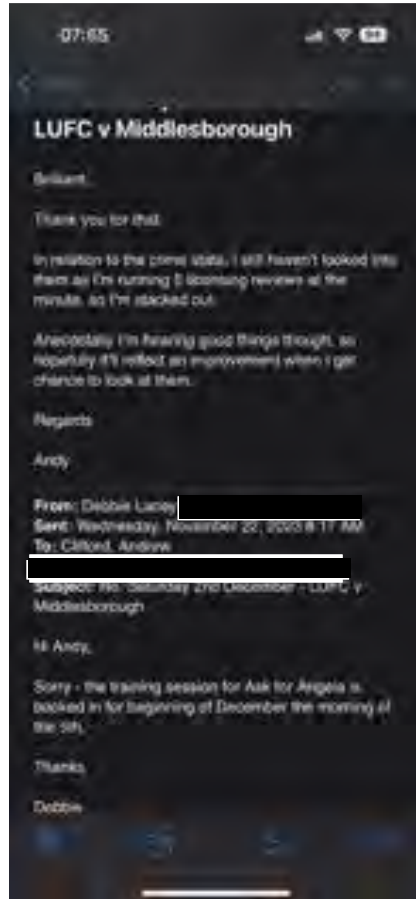 07:55
LUFC v Middlesborough
Brilliant.
Thank you for that.
In relation to the crime stats, I still haven't looked into
them as I'm running 5 licensing reviews at the
minute, so I'm stacked out.
Anecdotally I'm hearing good things though, so
hopefully it'll reflect an improvement when I get
chance to look at them.
Regards
Andy
From: Debbie Laney
Sent: Wednesday, November 22, 2023 8:17 AM
To: Clifford, Andrew
Subject: Re: Saturday 2nd December - LUFC v
Middlesborough
Hi Andy,
Sorry - the training session for Ask for Angela is
booked in for beginning of December the morning of
the 5th.
Thanks,
Debbie